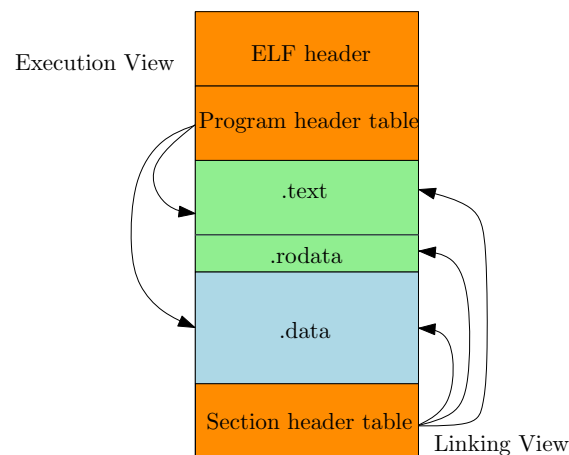 Execution View
ELF header
Program header table
.text
.rodata
.data
Section header table
Linking View